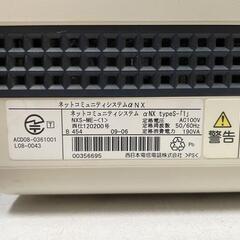 ネットコミュニティシステムαNX
ネットコミュニティシステム αNX typeS-「1」
NXS-ME-<1>
定格電圧 AC100V
西仕120200号
定格周波数 50/60Hz
B 454 09-06
定格消費電力 190VA
00356695
西日本電信電話株式会社 >PS<
ACD08-0361001
L08-0043
Pb
警告